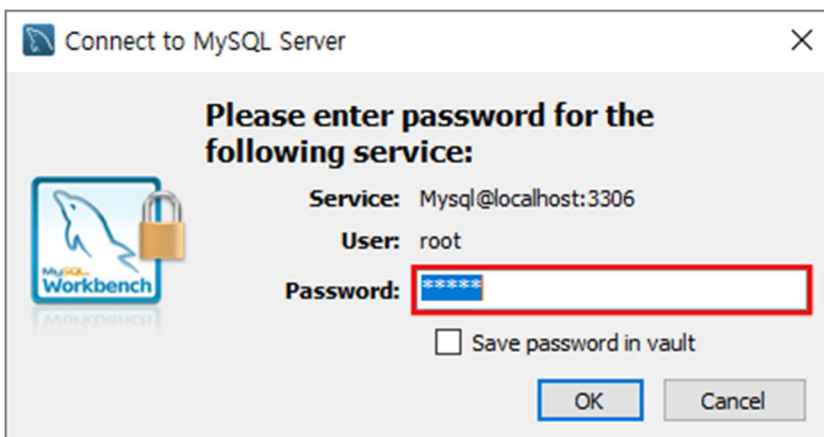 Connect to MySQL Server
Please enter password for the
following service:
Service: Mysql@localhost:3306
User: root
Password: *****
MySQL
Workbench
Save password in vault
OK Cancel